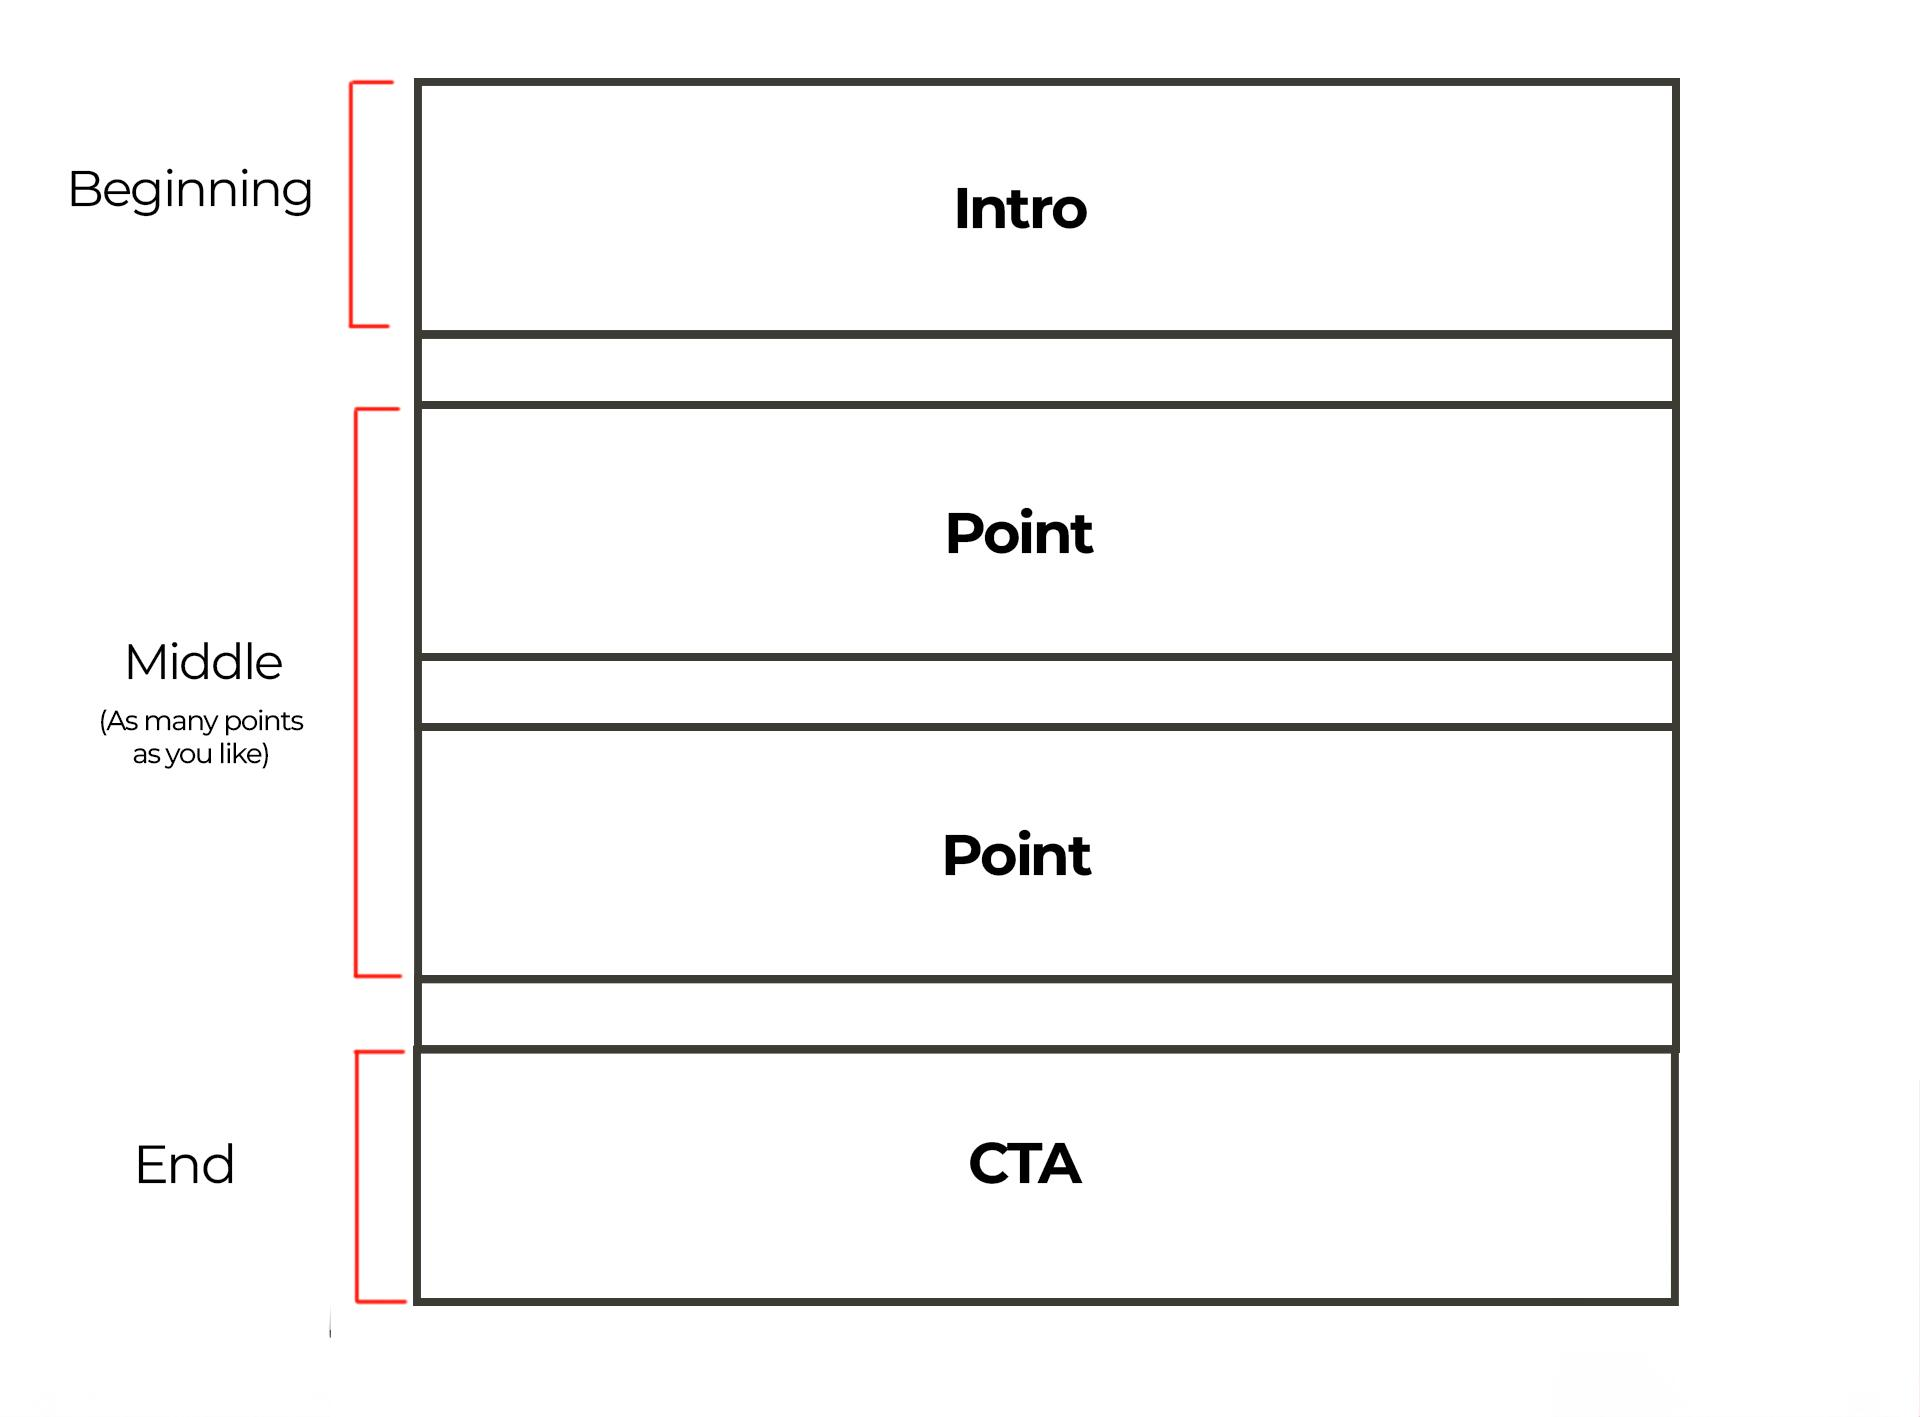 Beginning
Intro
Point
Middle
(As many points
as you like)
Point
End
CTA